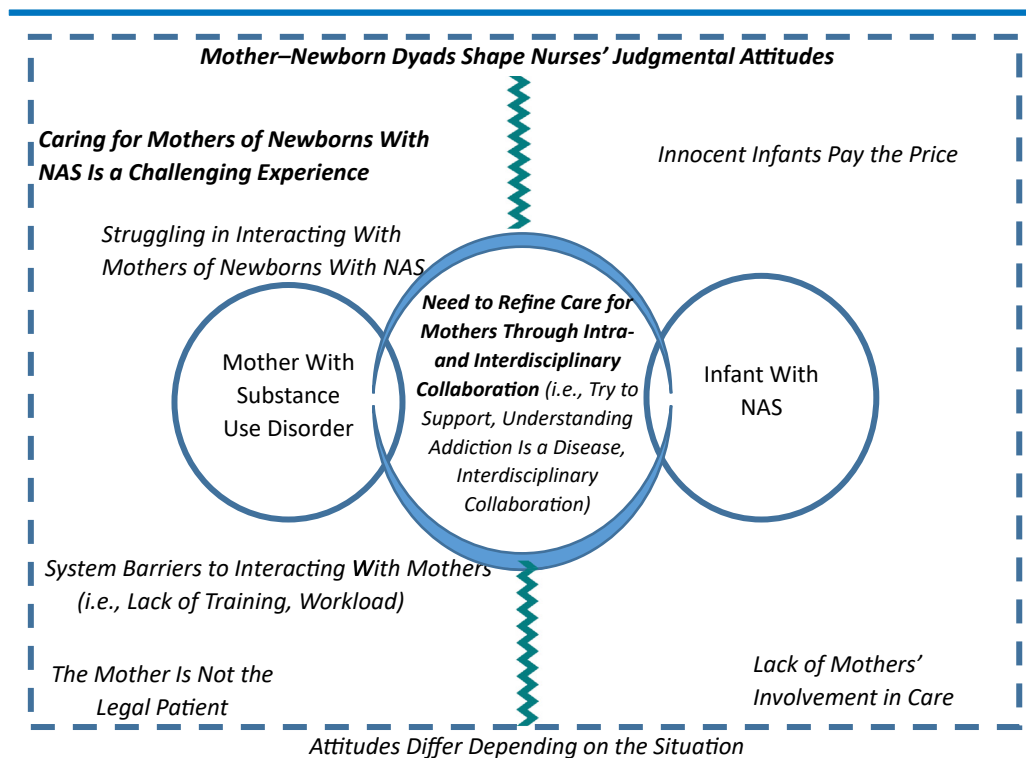 Mother–Newborn Dyads Shape Nurses’ Judgmental Attitudes
Caring for Mothers of Newborns With
NAS Is a Challenging Experience
Innocent Infants Pay the Price
Struggling in Interacting With
Mothers of Newborns With NAS
Mother With
Substance
Use Disorder
Need to Refine Care for
Mothers Through Intra-
and Interdisciplinary
Collaboration (i.e., Try to
Support, Understanding
Addiction Is a Disease,
Interdisciplinary
Collaboration)
Infant With
NAS
System Barriers to Interacting With Mothers
(i.e., Lack of Training, Workload)
The Mother Is Not the
Legal Patient
Lack of Mothers’
Involvement in Care
Attitudes Differ Depending on the Situation